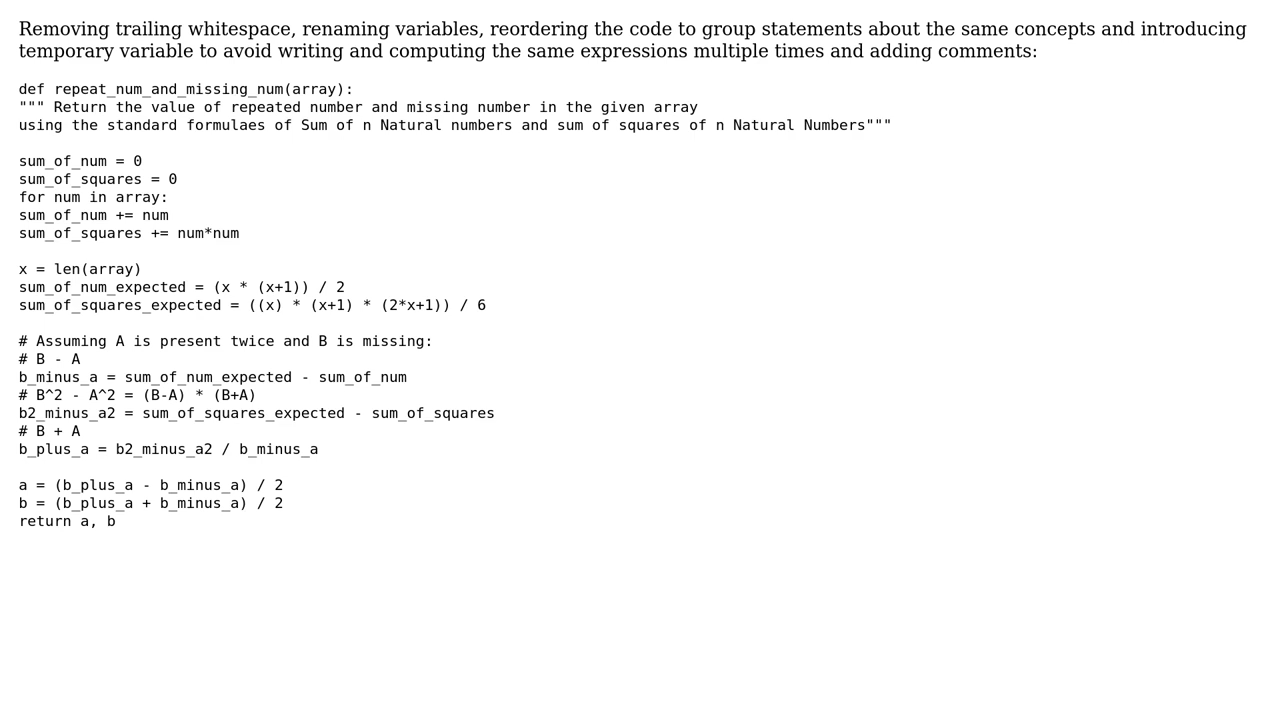 Removing trailing whitespace, renaming variables, reordering the code to group statements about the same concepts and introducing
temporary variable to avoid writing and computing the same expressions multiple times and adding comments:
def repeat_num_and_missing_num(array):
""" Return the value of repeated number and missing number in the given array
using the standard formulaes of Sum of n Natural numbers and sum of squares of n Natural Numbers"""
sum_of_num = 0
sum_of_squares = 0
for num in array:
sum_of_num += num
sum_of_squares += num*num
x = len(array)
sum_of_num_expected = (x * (x+1)) / 2
sum_of_squares_expected = ((x) * (x+1) * (2*x+1)) / 6
# Assuming A is present twice and B is missing:
# B - A
b_minus_a = sum_of_num_expected - sum_of_num
# B^2 - A^2 = (B-A) * (B+A)
b2_minus_a2 = sum_of_squares_expected - sum_of_squares
# B + A
b_plus_a = b2_minus_a2 / b_minus_a
a = (b_plus_a - b_minus_a) / 2
b = (b_plus_a + b_minus_a) / 2
return a, b